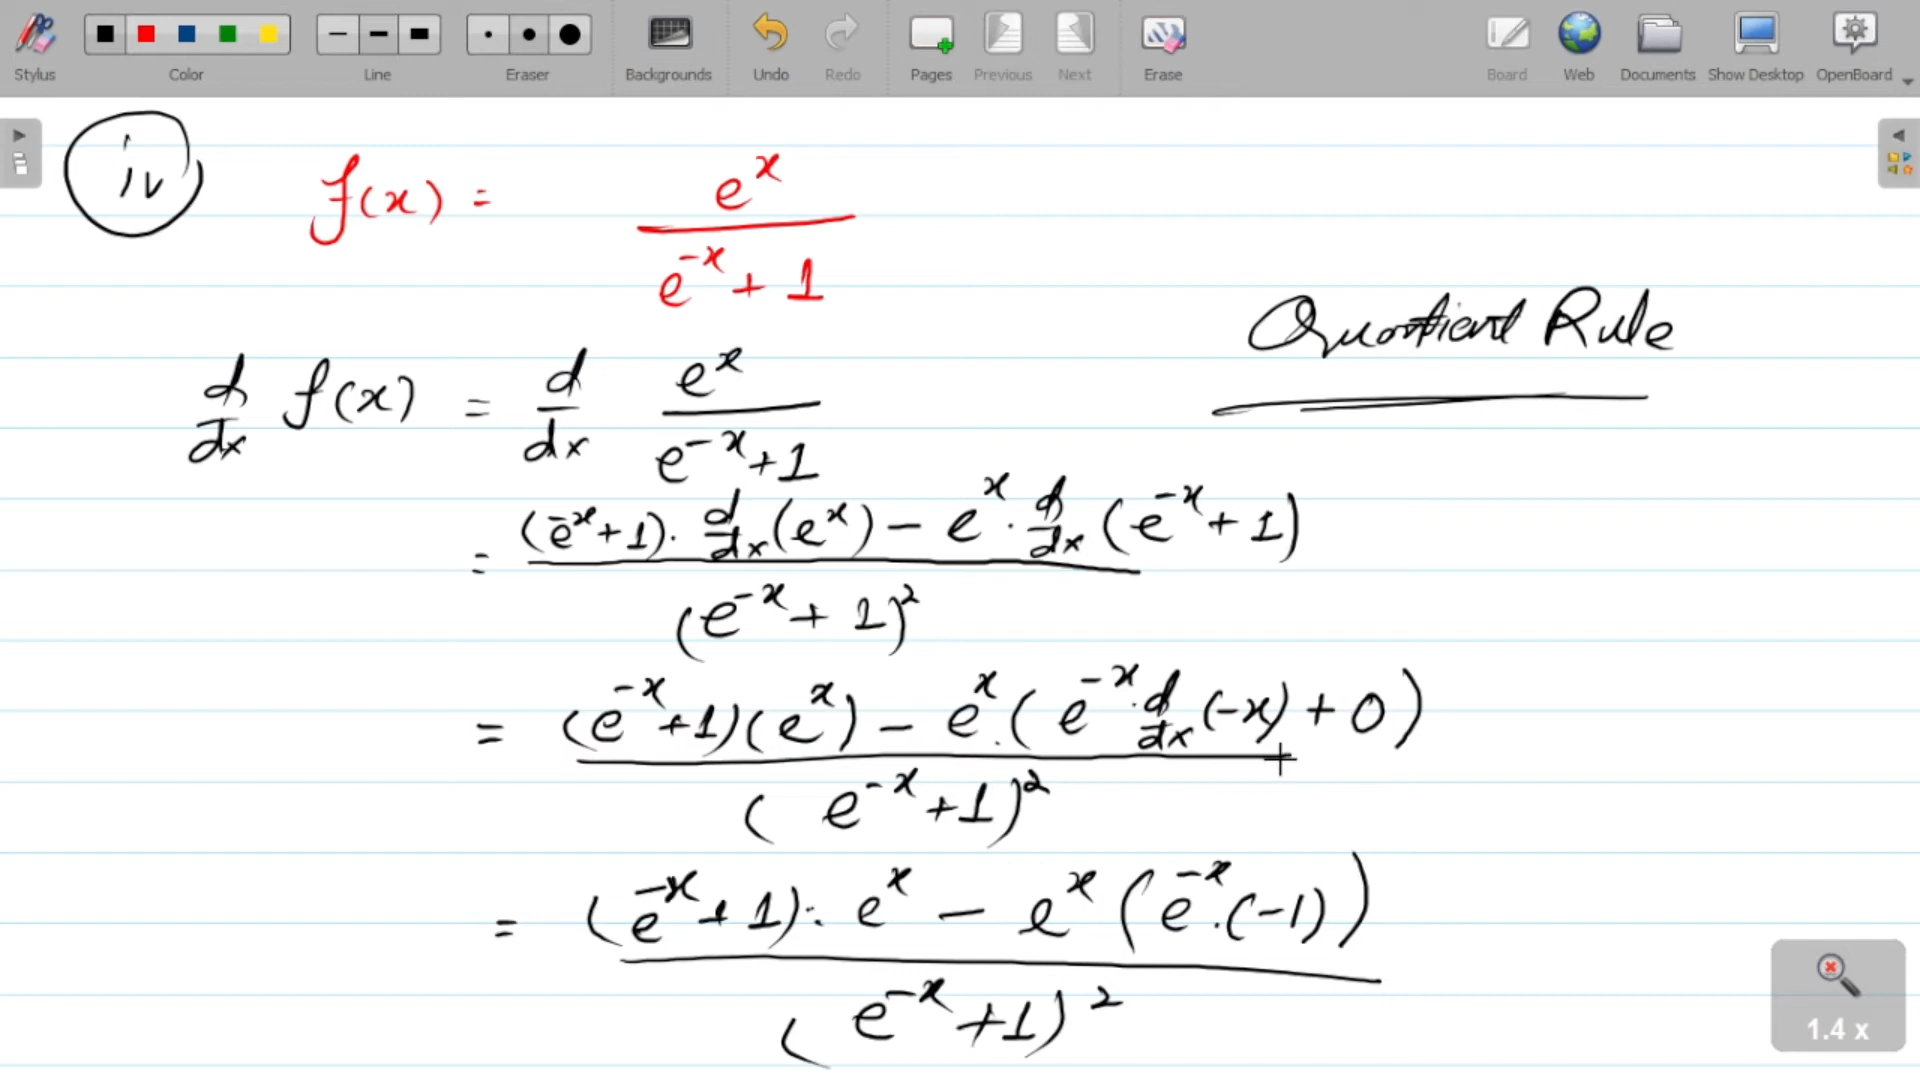 Stylus Color Line Eraser Backgrounds Undo Redo Pages Previous Next Erase Board Web Documents Show Desktop OpenBoard
iv
f(x) = e^x / (e^-x + 1)
Quotient Rule
d/dx f(x) = d/dx e^x / (e^-x + 1)
= ((e^-x + 1) · d/dx (e^x) − e^x · d/dx (e^-x + 1)) / (e^-x + 1)^2
= ((e^-x + 1)(e^x) − e^x · (e^-x · d/dx (-x) + 0)) / (e^-x + 1)^2
= ((e^-x + 1) · e^x − e^x (e^-x · (-1))) / (e^-x + 1)^2
1.4 x